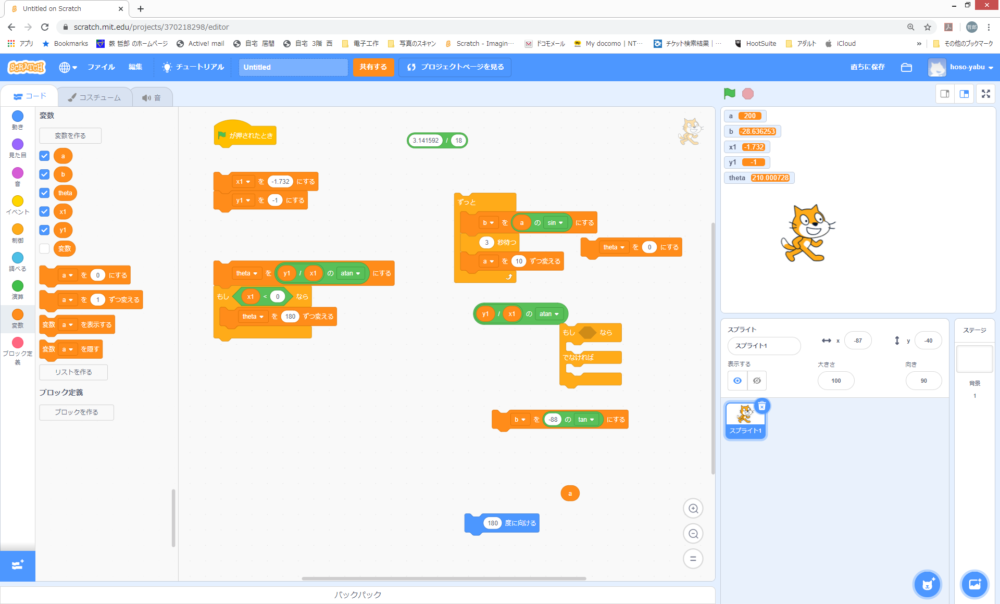 Untitled on Scratch
scratch.mit.edu/projects/370218298/editor
哲郎
アプリ Bookmarks 薮 哲郎 のホームページ Active! mail 自宅 居間 自宅 3階 西 電子工作 写真のスキャン Scratch - Imagin… ドコモメール My docomo | NT… チケット検索結果 | … HootSuite アダルト iCloud » その他のブックマーク
SCRATCH ファイル 編集 チュートリアル Untitled 共有する プロジェクトページを見る 直ちに保存 hoso-yabu
コード コスチューム 音
動き
見た目
音
イベント
制御
調べる
演算
変数
ブロック定義
変数
変数を作る
a
b
theta
x1
y1
変数
a を 0 にする
a を 1 ずつ変える
変数 a を表示する
変数 a を隠す
リストを作る
ブロック定義
ブロックを作る
が押されたとき
x1 を -1.732 にする
y1 を -1 にする
theta を y1 / x1 の atan にする
もし x1 < 0 なら
theta を 180 ずつ変える
3.141592 / 18
ずっと
b を a の sin にする
3 秒待つ
a を 10 ずつ変える
theta を 0 にする
y1 / x1 の atan
もし なら
でなければ
b を -88 の tan にする
a
180 度に向ける
バックパック
a 200
b -28.636253
x1 -1.732
y1 -1
theta 210.000728
スプライト
スプライト1 x -87 y -40
表示する 大きさ 向き
100 90
スプライト1
ステージ
背景
1